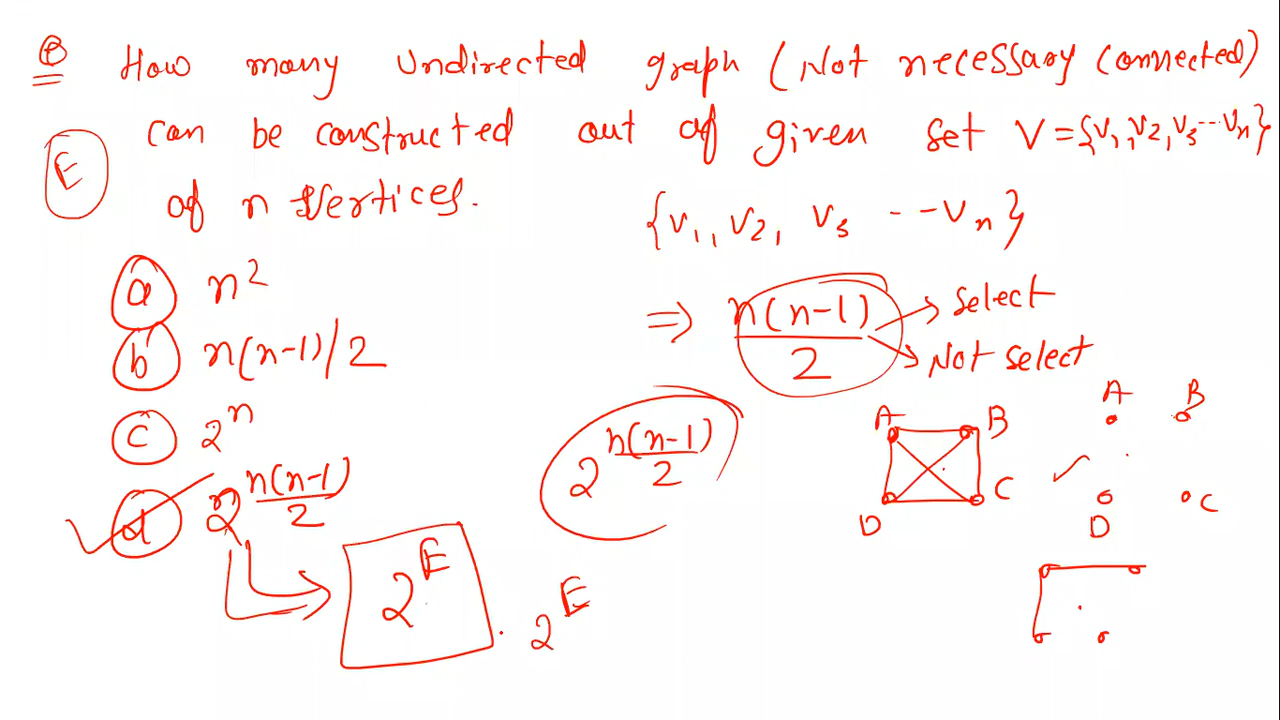 Q How many Undirected graph (Not necessary connected)
can be constructed out of given set V={V1,V2,V3...Vn}
E
of n Vertices.
{V1, V2, V3 ---Vn}
a n²
b n(n-1)/2
c 2^n
d 2^n(n-1)/2
⇒ n(n-1)/2
Select
Not select
2^n(n-1)/2
2^E
2^E
A B
C
D
A B
✓
D C